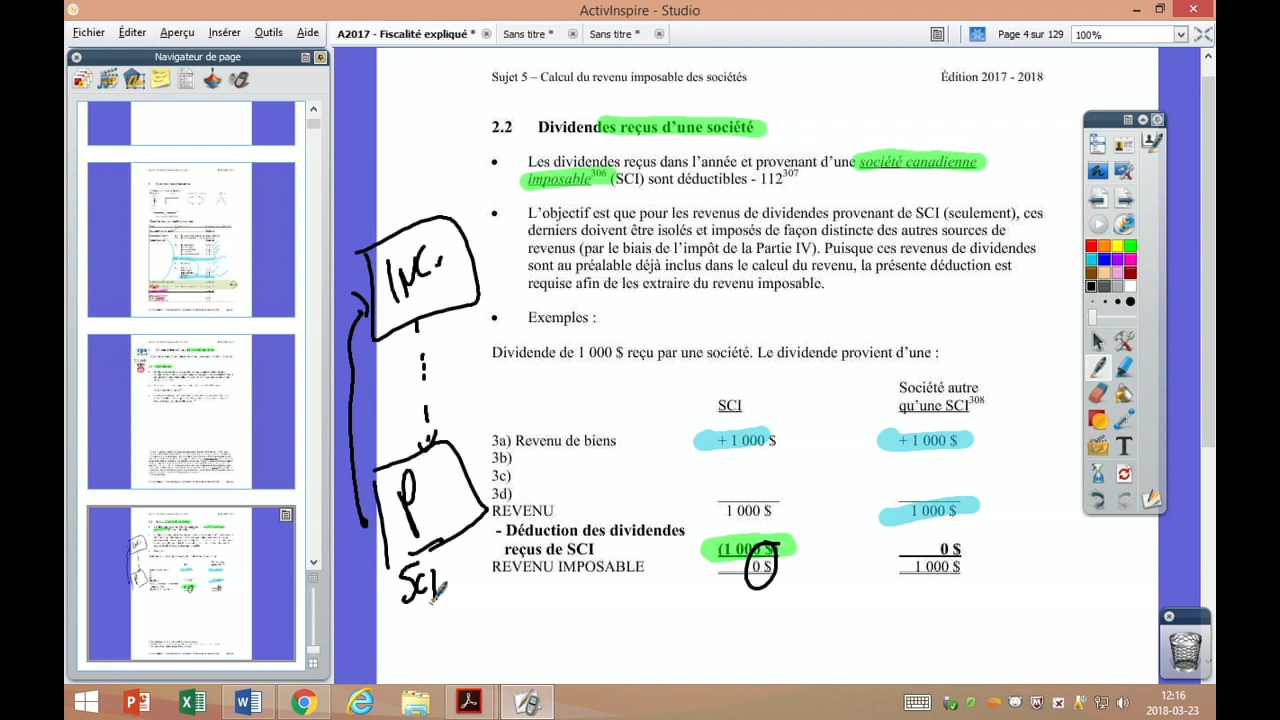 ActivInspire - Studio
Fichier Éditer Aperçu Insérer Outils Aide
A2017 - Fiscalité expliqué * Sans titre * Sans titre * Page 4 sur 129 100%
Navigateur de page
Sujet 5 – Calcul du revenu imposable des sociétés Édition 2017 - 2018
2.2 Dividendes reçus d'une société
• Les dividendes reçus dans l'année et provenant d'une société canadienne
imposable306 (SCI) sont déductibles - 112307
• L'objectif est que pour les revenus de dividendes provenant de SCI seulement), ces
derniers devront être isolés et imposés de façon distincte des autres sources de
revenus (par le biais de l'impôt de la Partie IV). Puisque les revenus de dividendes
sont au préalable déjà inclus dans le calcul du revenu, la présente déduction est
requise afin de les extraire du revenu imposable.
• Exemples :
Dividende de 1 000 $ reçu par une société. Le dividende provient d'une :
Société autre
SCI qu'une SCI308
3a) Revenu de biens + 1 000 $ + 1 000 $
3b)
3c)
3d)
REVENU 1 000 $ 1 000 $
- Déduction de dividendes
reçus de SCI (1 000 $ 0 $
REVENU IMPOSABLE 0 $ 1 000 $
INC.
P
SCI
12:16
2018-03-23